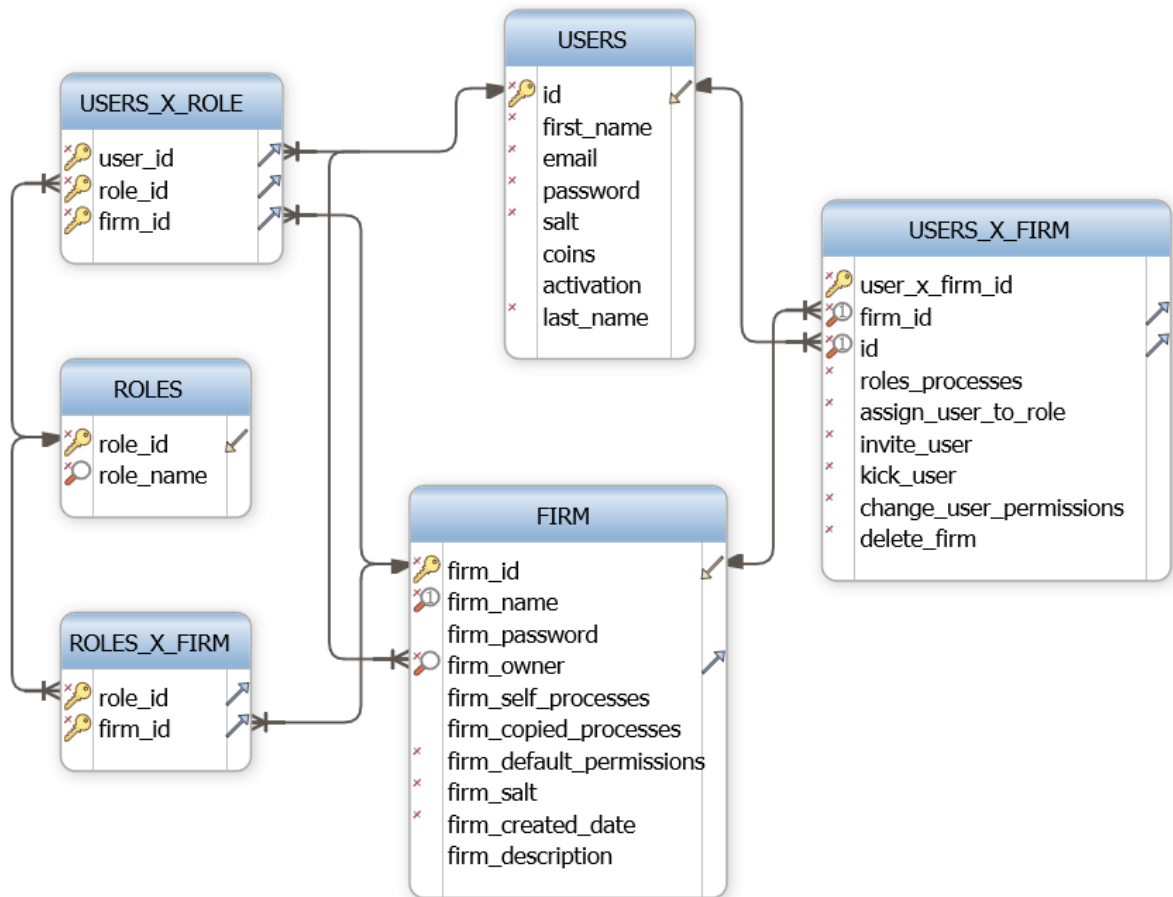 USERS
id
first_name
email
password
salt
coins
activation
last_name
USERS_X_ROLE
user_id
role_id
firm_id
USERS_X_FIRM
user_x_firm_id
firm_id
id
roles_processes
assign_user_to_role
invite_user
kick_user
change_user_permissions
delete_firm
ROLES
role_id
role_name
FIRM
firm_id
firm_name
firm_password
firm_owner
firm_self_processes
firm_copied_processes
firm_default_permissions
firm_salt
firm_created_date
firm_description
ROLES_X_FIRM
role_id
firm_id